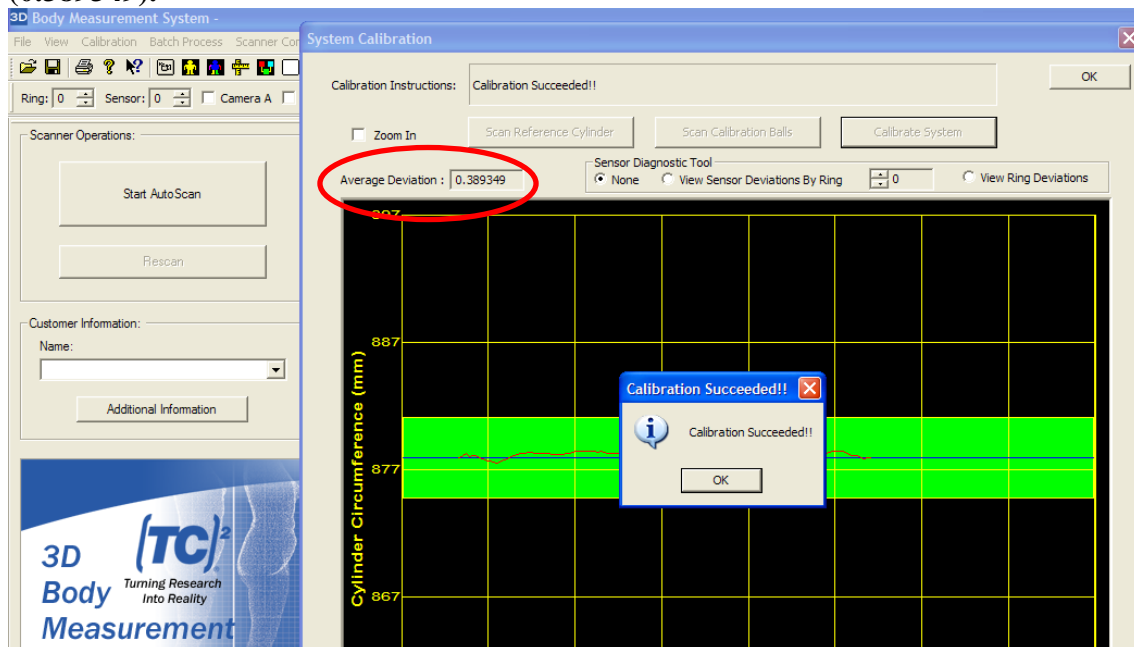 (0.389349).
3D Body Measurement System -
File View Calibration Batch Process Scanner Cor
Ring: 0 Sensor: 0 Camera A
Scanner Operations:
Start AutoScan
Rescan
Customer Information:
Name:
Additional Information
(TC)²
Turning Research
Into Reality
3D
Body
Measurement
System Calibration
Calibration Instructions: Calibration Succeeded!!
OK
Zoom In Scan Reference Cylinder Scan Calibration Balls Calibrate System
Average Deviation : 0.389349
Sensor Diagnostic Tool
None View Sensor Deviations By Ring 0 View Ring Deviations
897
887
877
867
Cylinder Circumference (mm)
Calibration Succeeded!!
Calibration Succeeded!!
OK